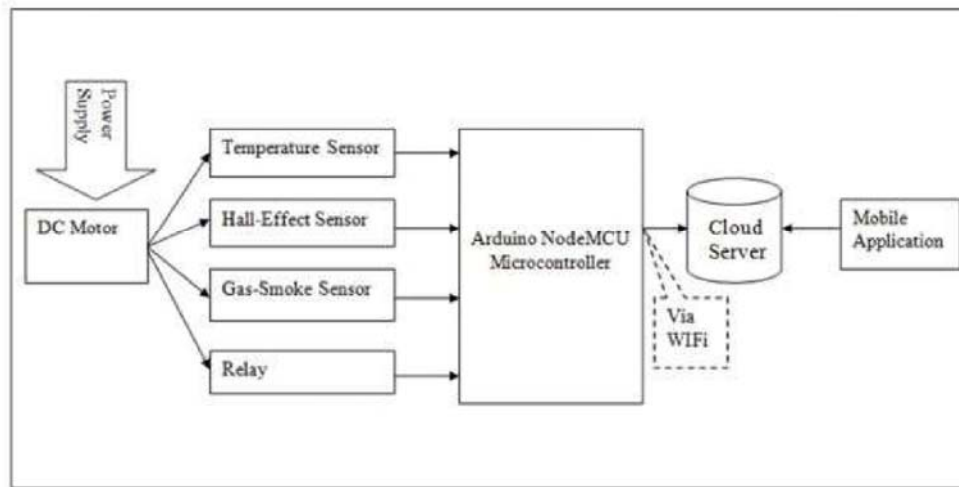 Power
Supply
DC Motor
Temperature Sensor
Hall-Effect Sensor
Gas-Smoke Sensor
Relay
Arduino NodeMCU
Microcontroller
Via
WIFi
Cloud
Server
Mobile
Application